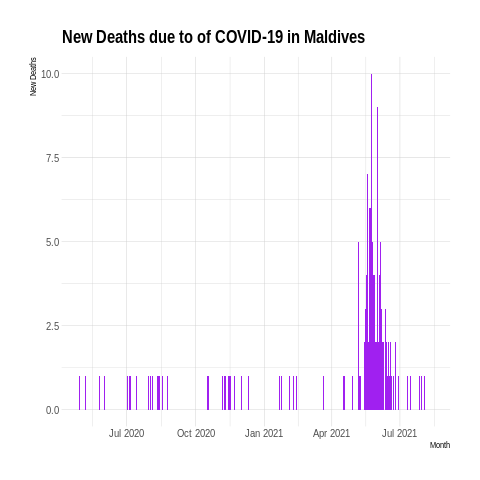 New Deaths due to of COVID-19 in Maldives
New Deaths
10.0
7.5
5.0
2.5
0.0
Jul 2020 Oct 2020 Jan 2021 Apr 2021 Jul 2021
Month